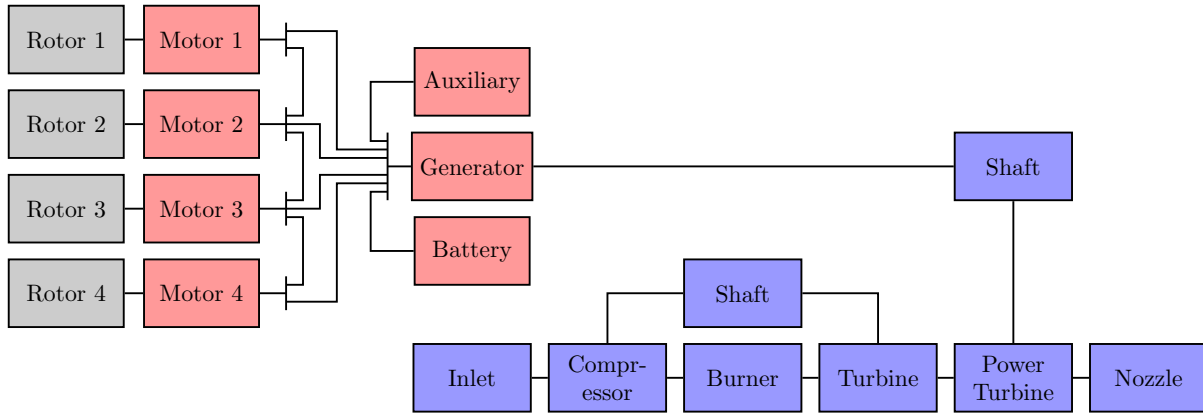 Rotor 1
Motor 1
Rotor 2
Motor 2
Rotor 3
Motor 3
Rotor 4
Motor 4
Auxiliary
Generator
Battery
Shaft
Shaft
Inlet
Compr-
essor
Burner
Turbine
Power
Turbine
Nozzle